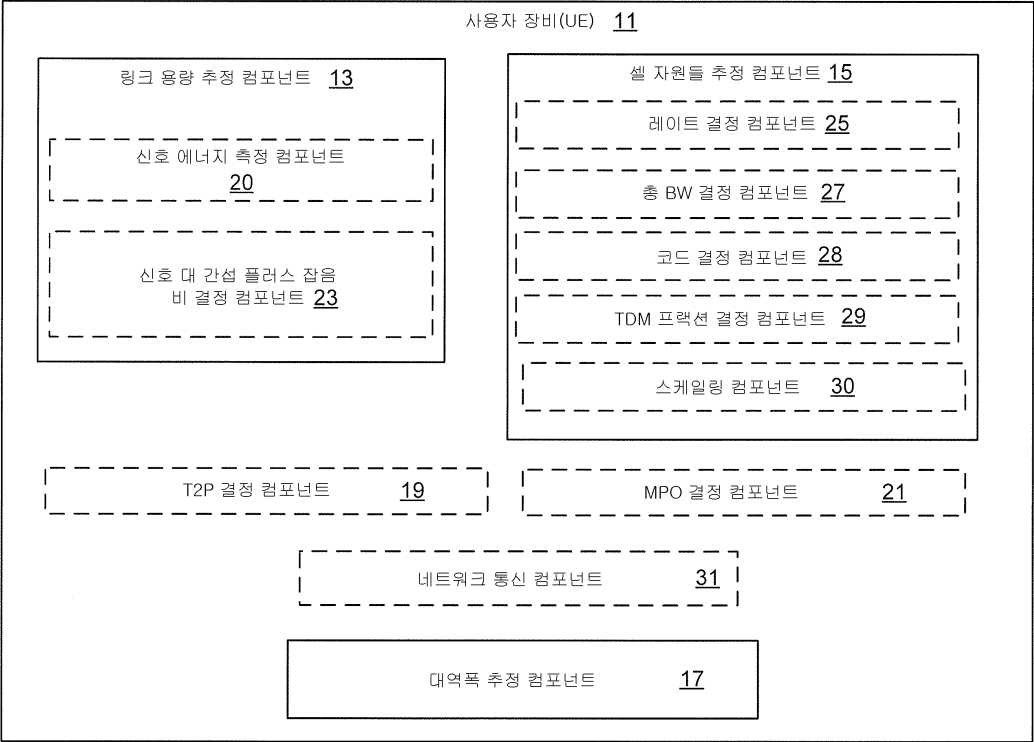 사용자 장비(UE) 11
링크 용량 추정 컴포넌트 13
신호 에너지 측정 컴포넌트
20
신호 대 간섭 플러스 잡음
비 결정 컴포넌트 23
셀 자원들 추정 컴포넌트 15
레이트 결정 컴포넌트 25
총 BW 결정 컴포넌트 27
코드 결정 컴포넌트 28
TDM 프랙션 결정 컴포넌트 29
스케일링 컴포넌트 30
T2P 결정 컴포넌트 19
MPO 결정 컴포넌트 21
네트워크 통신 컴포넌트 31
대역폭 추정 컴포넌트 17